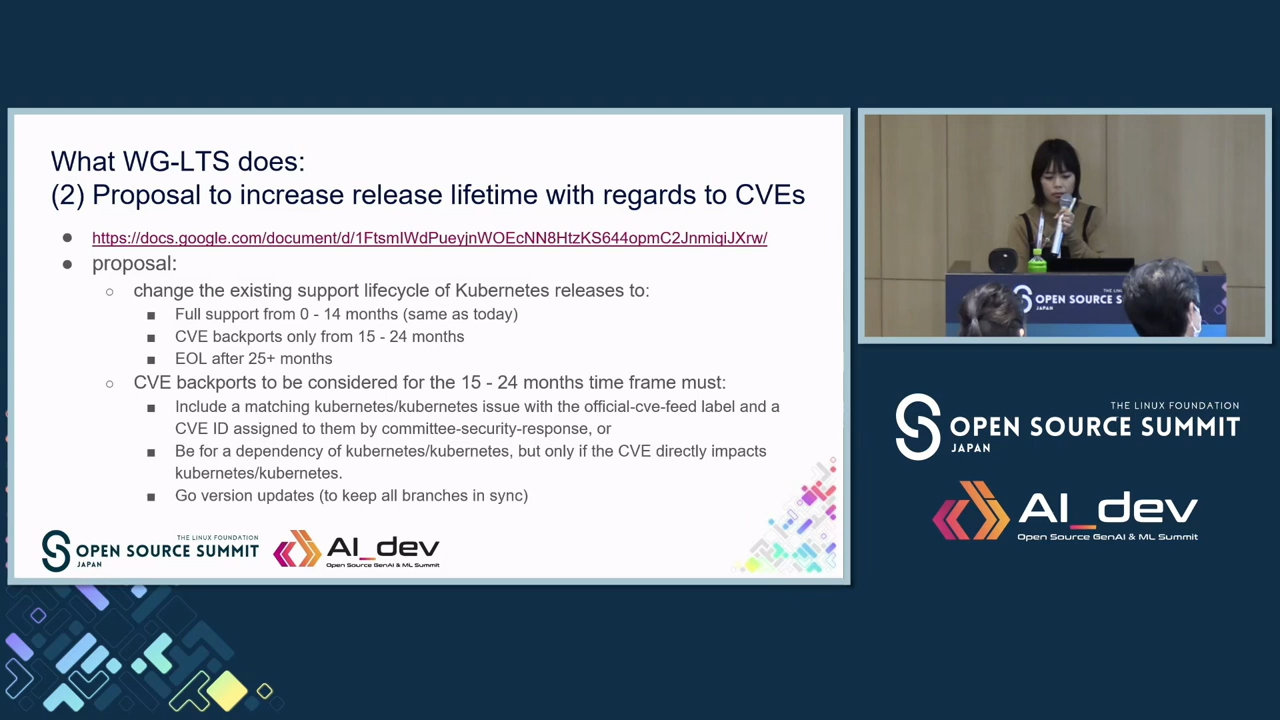 What WG-LTS does:
(2) Proposal to increase release lifetime with regards to CVEs
● https://docs.google.com/document/d/1FtsmIWdPueyjnWOEcNN8HtzKS644opmC2JnmiqiJXrw/
● proposal:
○ change the existing support lifecycle of Kubernetes releases to:
■ Full support from 0 - 14 months (same as today)
■ CVE backports only from 15 - 24 months
■ EOL after 25+ months
○ CVE backports to be considered for the 15 - 24 months time frame must:
■ Include a matching kubernetes/kubernetes issue with the official-cve-feed label and a
CVE ID assigned to them by committee-security-response, or
■ Be for a dependency of kubernetes/kubernetes, but only if the CVE directly impacts
kubernetes/kubernetes.
■ Go version updates (to keep all branches in sync)
THE LINUX FOUNDATION
OPEN SOURCE SUMMIT
JAPAN
AI_dev
Open Source GenAI & ML Summit
OPEN SOURCE S
THE LINUX FOUNDATION
OPEN SOURCE SUMMIT
JAPAN
AI_dev
Open Source GenAI & ML Summit